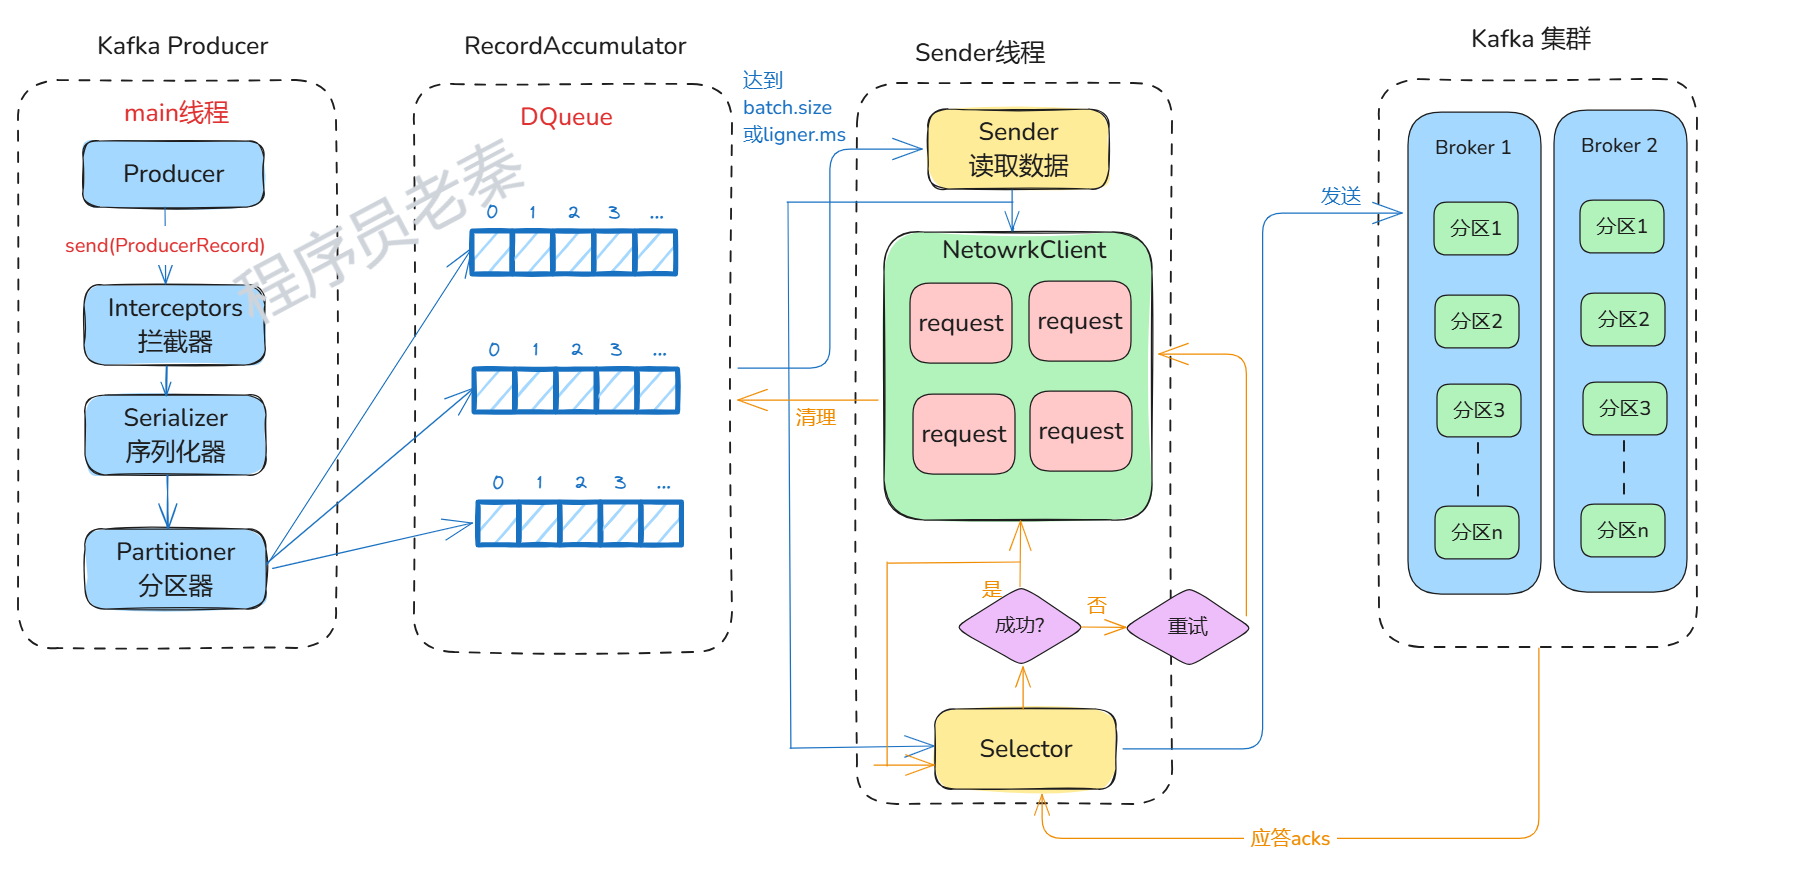 Kafka Producer
main线程
Producer
send(ProducerRecord)
Interceptors
拦截器
Serializer
序列化器
Partitioner
分区器
程序员老秦
RecordAccumulator
DQueue
0 1 2 3 ...
0 1 2 3 ...
0 1 2 3 ...
达到
batch.size
或ligner.ms
清理
Sender线程
Sender
读取数据
NetowrkClient
request
request
request
request
是
成功?
否
重试
Selector
发送
应答acks
Kafka 集群
Broker 1
分区1
分区2
分区3
分区n
Broker 2
分区1
分区2
分区3
分区n